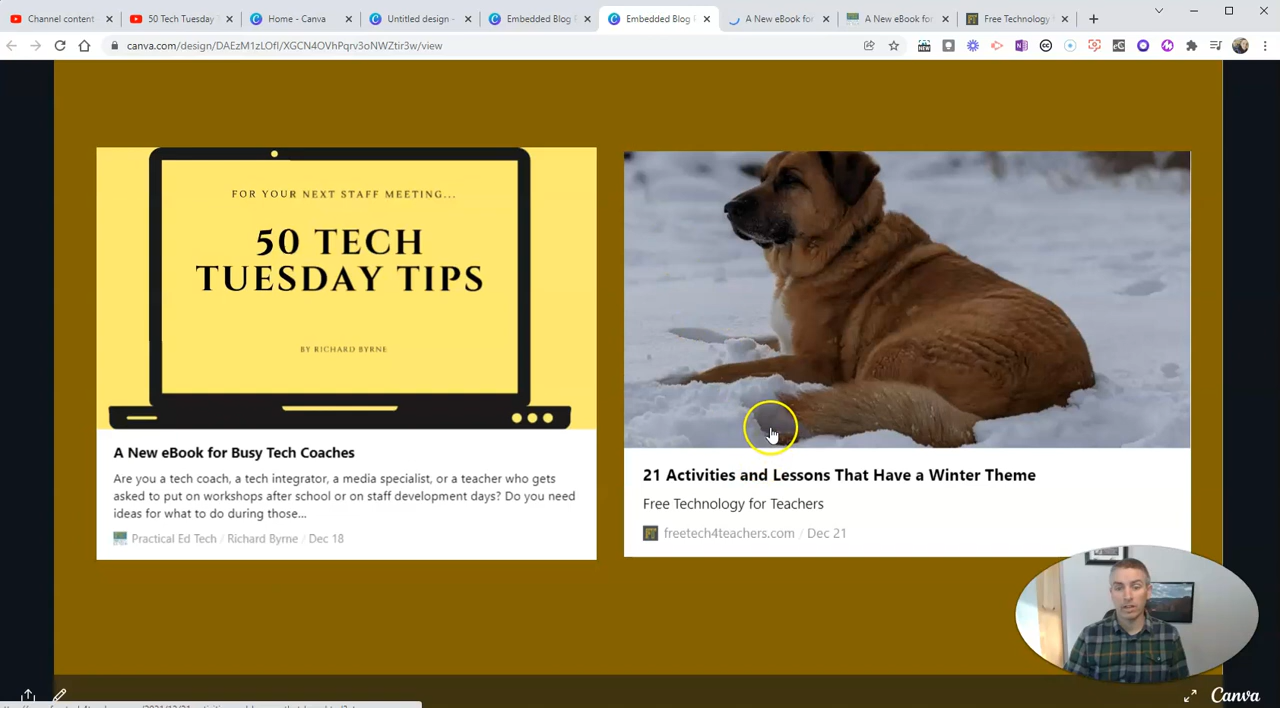 Channel content
50 Tech Tuesday
Home - Canva
Untitled design -
Embedded Blog
Embedded Blog
A New eBook for
A New eBook for
Free Technology
canva.com/design/DAEzM1zLOfI/XGCN4OVhPqrv3oNWZtir3w/view
FOR YOUR NEXT STAFF MEETING...
50 TECH
TUESDAY TIPS
BY RICHARD BYRNE
A New eBook for Busy Tech Coaches
Are you a tech coach, a tech integrator, a media specialist, or a teacher who gets
asked to put on workshops after school or on staff development days? Do you need
ideas for what to do during those...
Practical Ed Tech / Richard Byrne / Dec 18
21 Activities and Lessons That Have a Winter Theme
Free Technology for Teachers
FT freetech4teachers.com / Dec 21
Canva